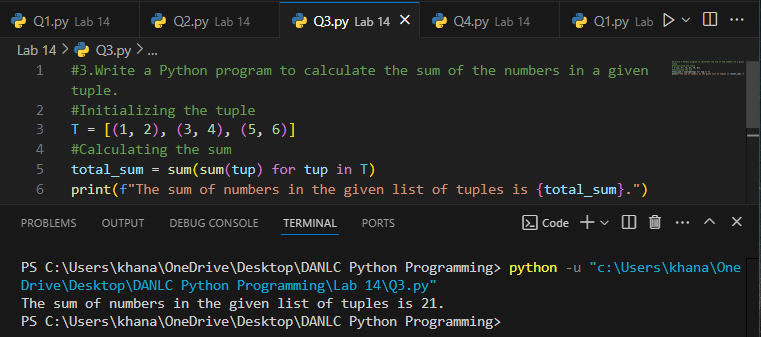 Q1.py Lab 14 Q2.py Lab 14 Q3.py Lab 14 Q4.py Lab 14 Q1.py Lab
Lab 14 > Q3.py > ...
1 #3.Write a Python program to calculate the sum of the numbers in a given
tuple.
2 #Initializing the tuple
3 T = [(1, 2), (3, 4), (5, 6)]
4 #Calculating the sum
5 total_sum = sum(sum(tup) for tup in T)
6 print(f"The sum of numbers in the given list of tuples is {total_sum}.")
PROBLEMS OUTPUT DEBUG CONSOLE TERMINAL PORTS Code
PS C:\Users\khana\OneDrive\Desktop\DANLC Python Programming> python -u "c:\Users\khana\One
Drive\Desktop\DANLC Python Programming\Lab 14\Q3.py"
The sum of numbers in the given list of tuples is 21.
PS C:\Users\khana\OneDrive\Desktop\DANLC Python Programming>